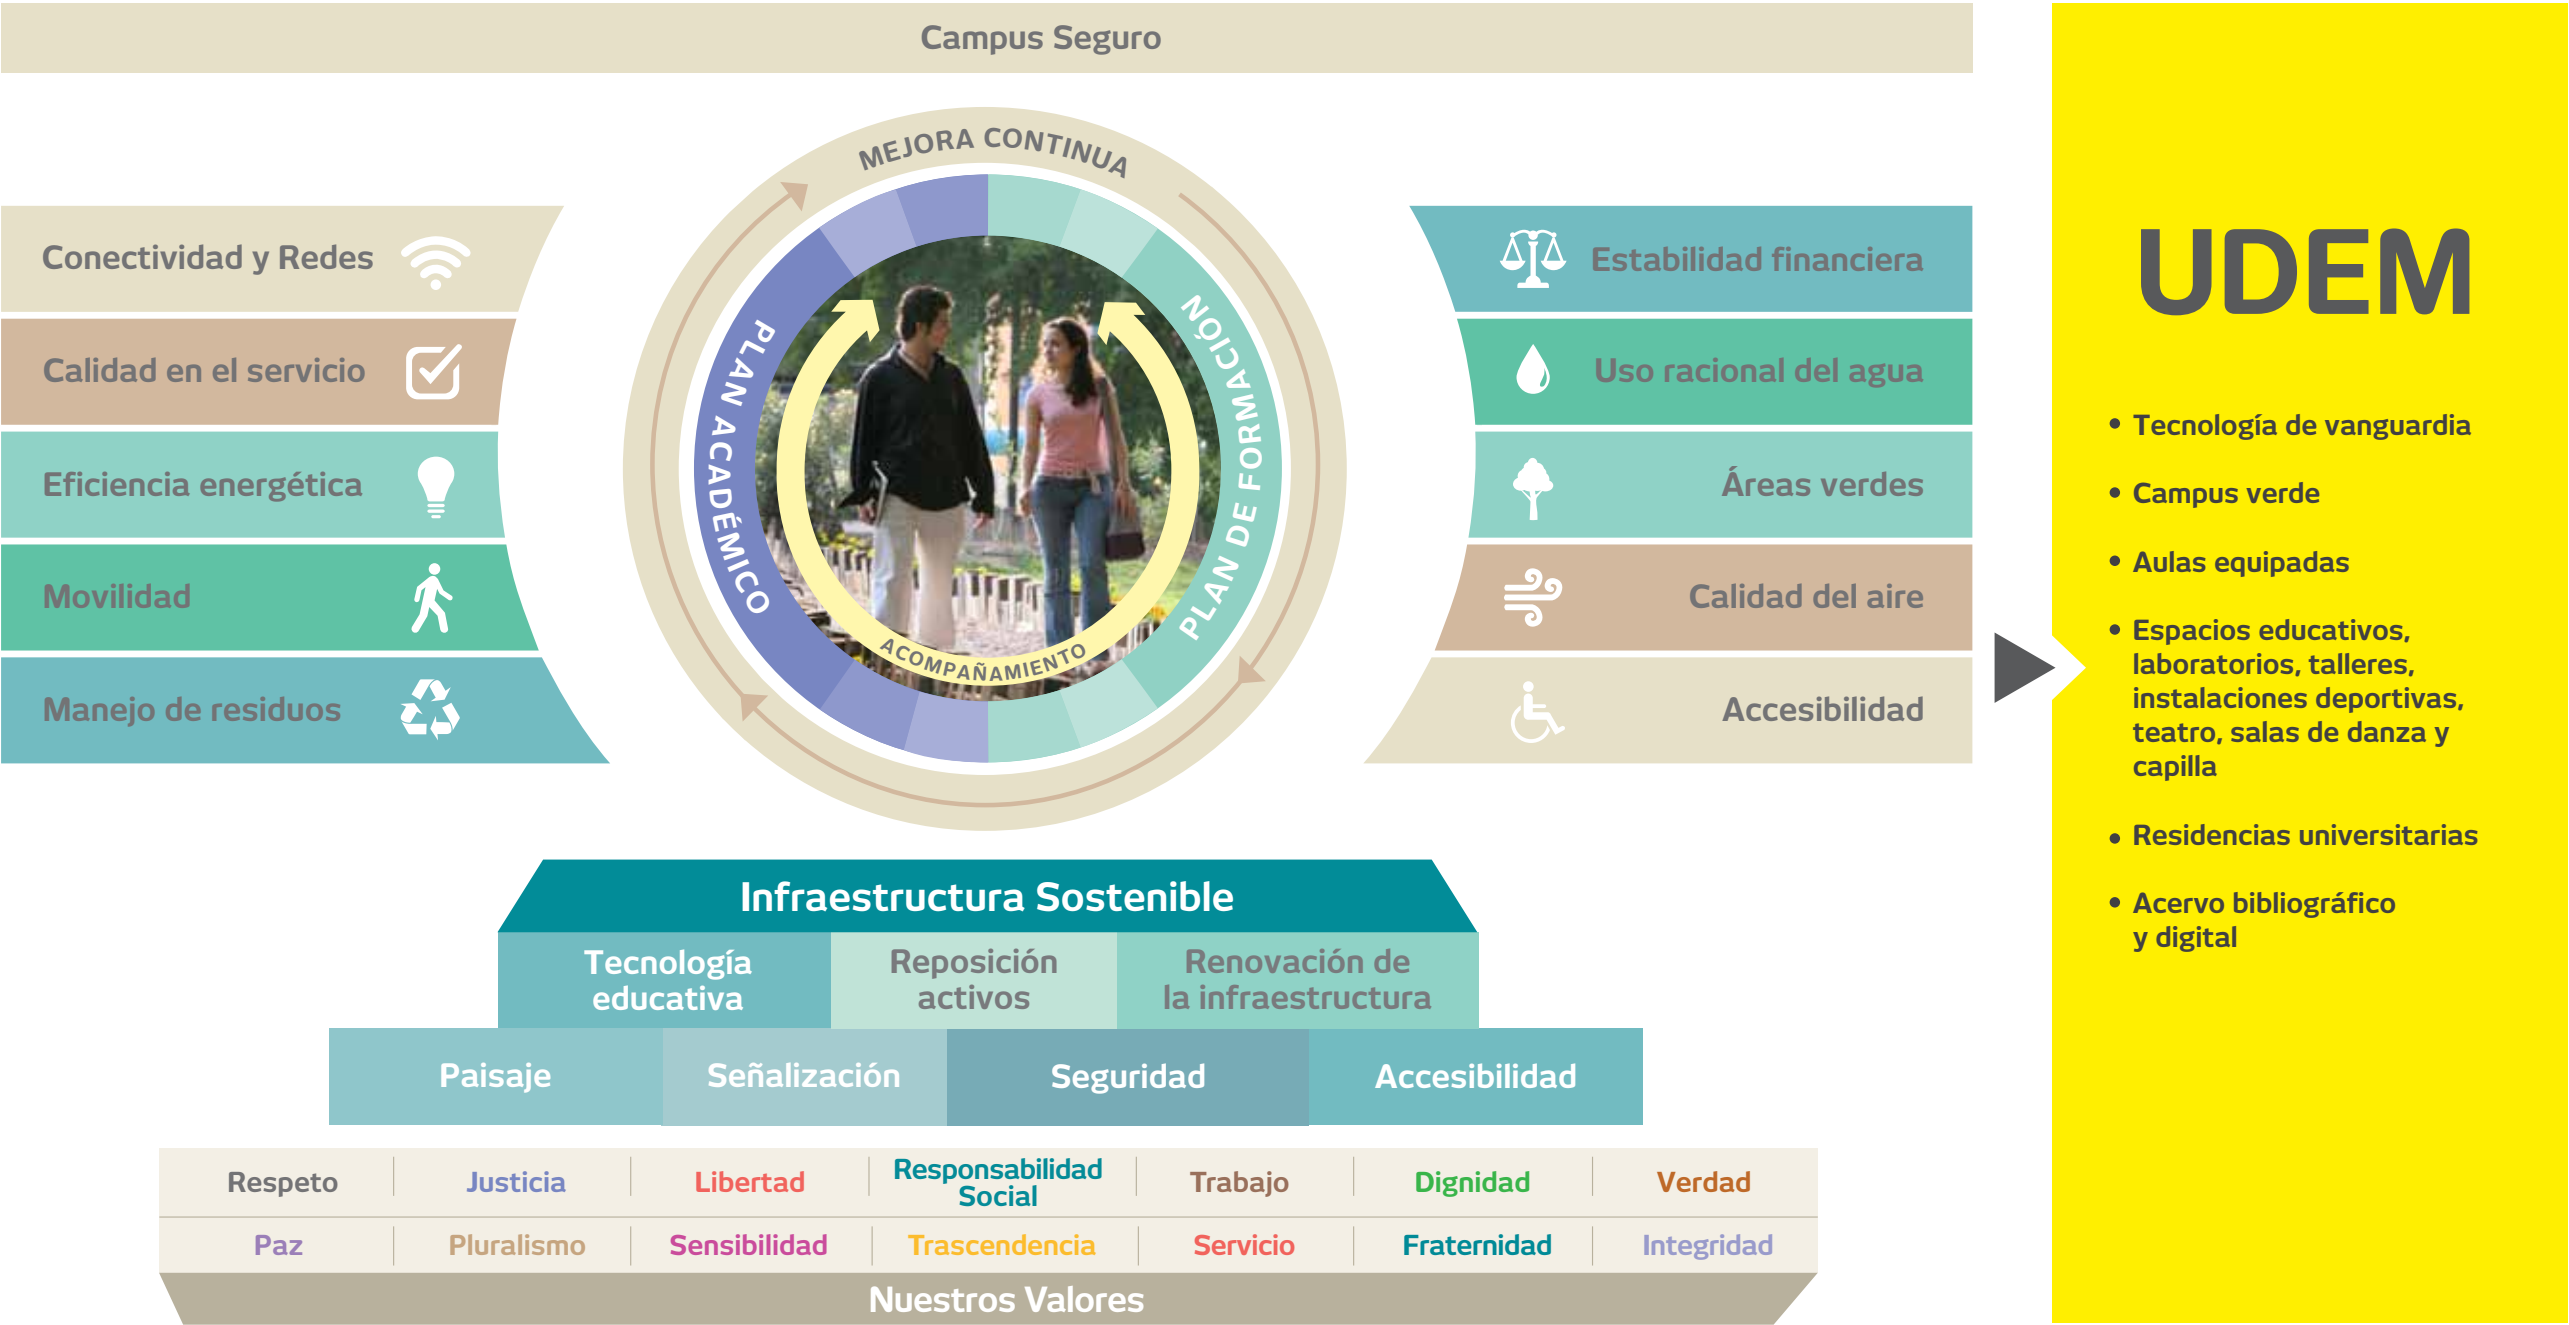 Campus Seguro
MEJORA CONTINUA
Conectividad y Redes
Calidad en el servicio
Eficiencia energética
Movilidad
Manejo de residuos
PLAN ACADÉMICO
PLAN DE FORMACIÓN
ACOMPAÑAMIENTO
Estabilidad financiera
Uso racional del agua
Áreas verdes
Calidad del aire
Accesibilidad
Infraestructura Sostenible
Tecnología
educativa
Reposición
activos
Renovación de
la infraestructura
Paisaje
Señalización
Seguridad
Accesibilidad
Respeto
Justicia
Libertad
Responsabilidad
Social
Trabajo
Dignidad
Verdad
Paz
Pluralismo
Sensibilidad
Trascendencia
Servicio
Fraternidad
Integridad
Nuestros Valores
UDEM
• Tecnología de vanguardia
• Campus verde
• Aulas equipadas
• Espacios educativos,
laboratorios, talleres,
instalaciones deportivas,
teatro, salas de danza y
capilla
• Residencias universitarias
• Acervo bibliográfico
y digital